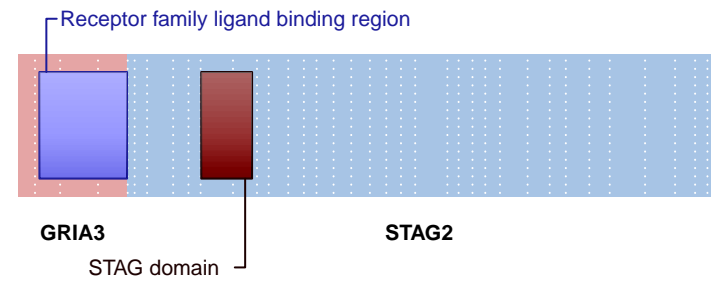 Receptor family ligand binding region
GRIA3 STAG2
STAG domain